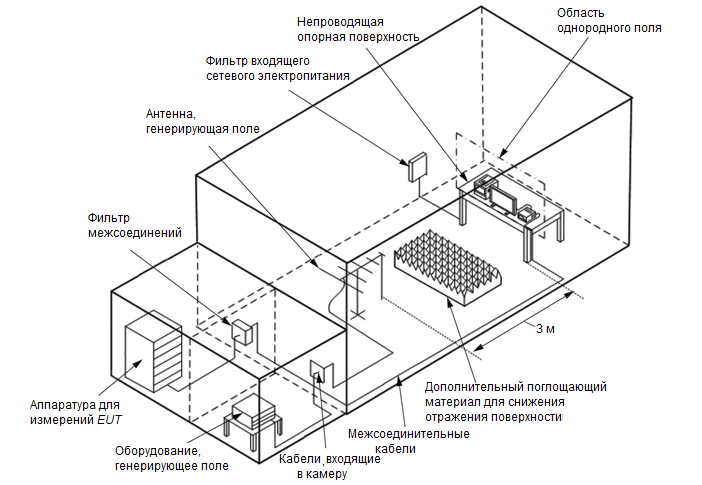 Непроводящая
опорная поверхность
Область
однородного поля
Фильтр входящего
сетевого электропитания
Антенна,
генерирующая поле
Фильтр
межсоединений
3 м
Аппаратура для
измерений EUT
Оборудование,
генерирующее поле
Кабели, входящие
в камеру
Межсоединительные
кабели
Дополнительный поглощающий
материал для снижения
отражения поверхности